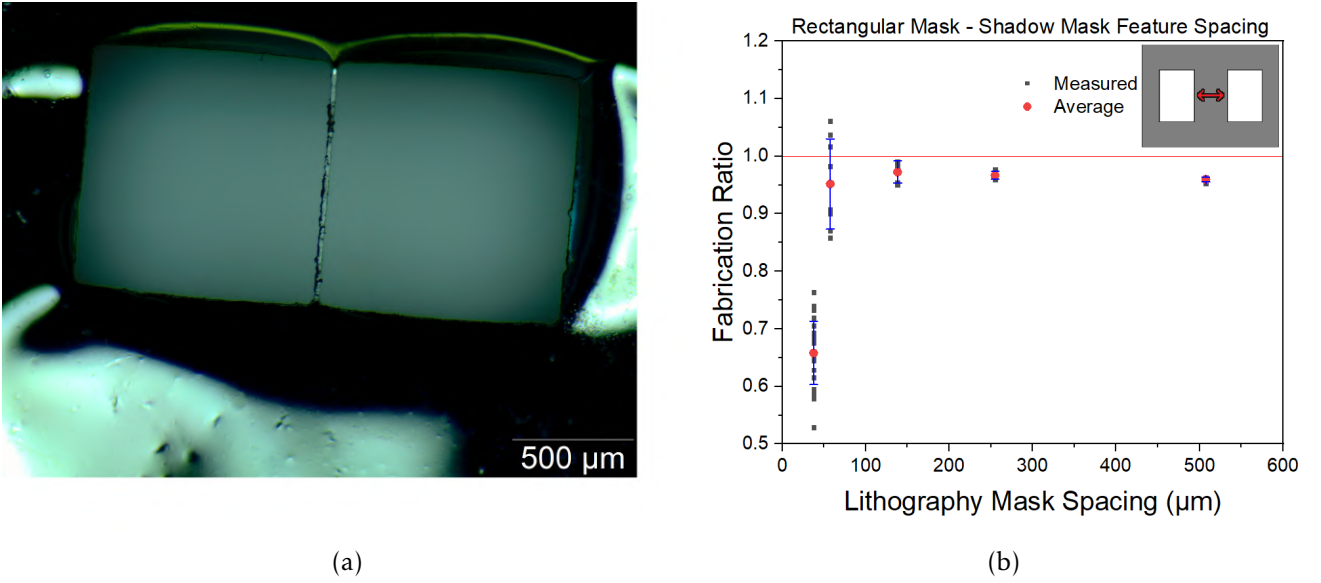 500 µm
(a)
Rectangular Mask - Shadow Mask Feature Spacing
Measured
Average
Fabrication Ratio
1.2
1.1
1.0
0.9
0.8
0.7
0.6
0.5
0 100 200 300 400 500 600
Lithography Mask Spacing (µm)
(b)